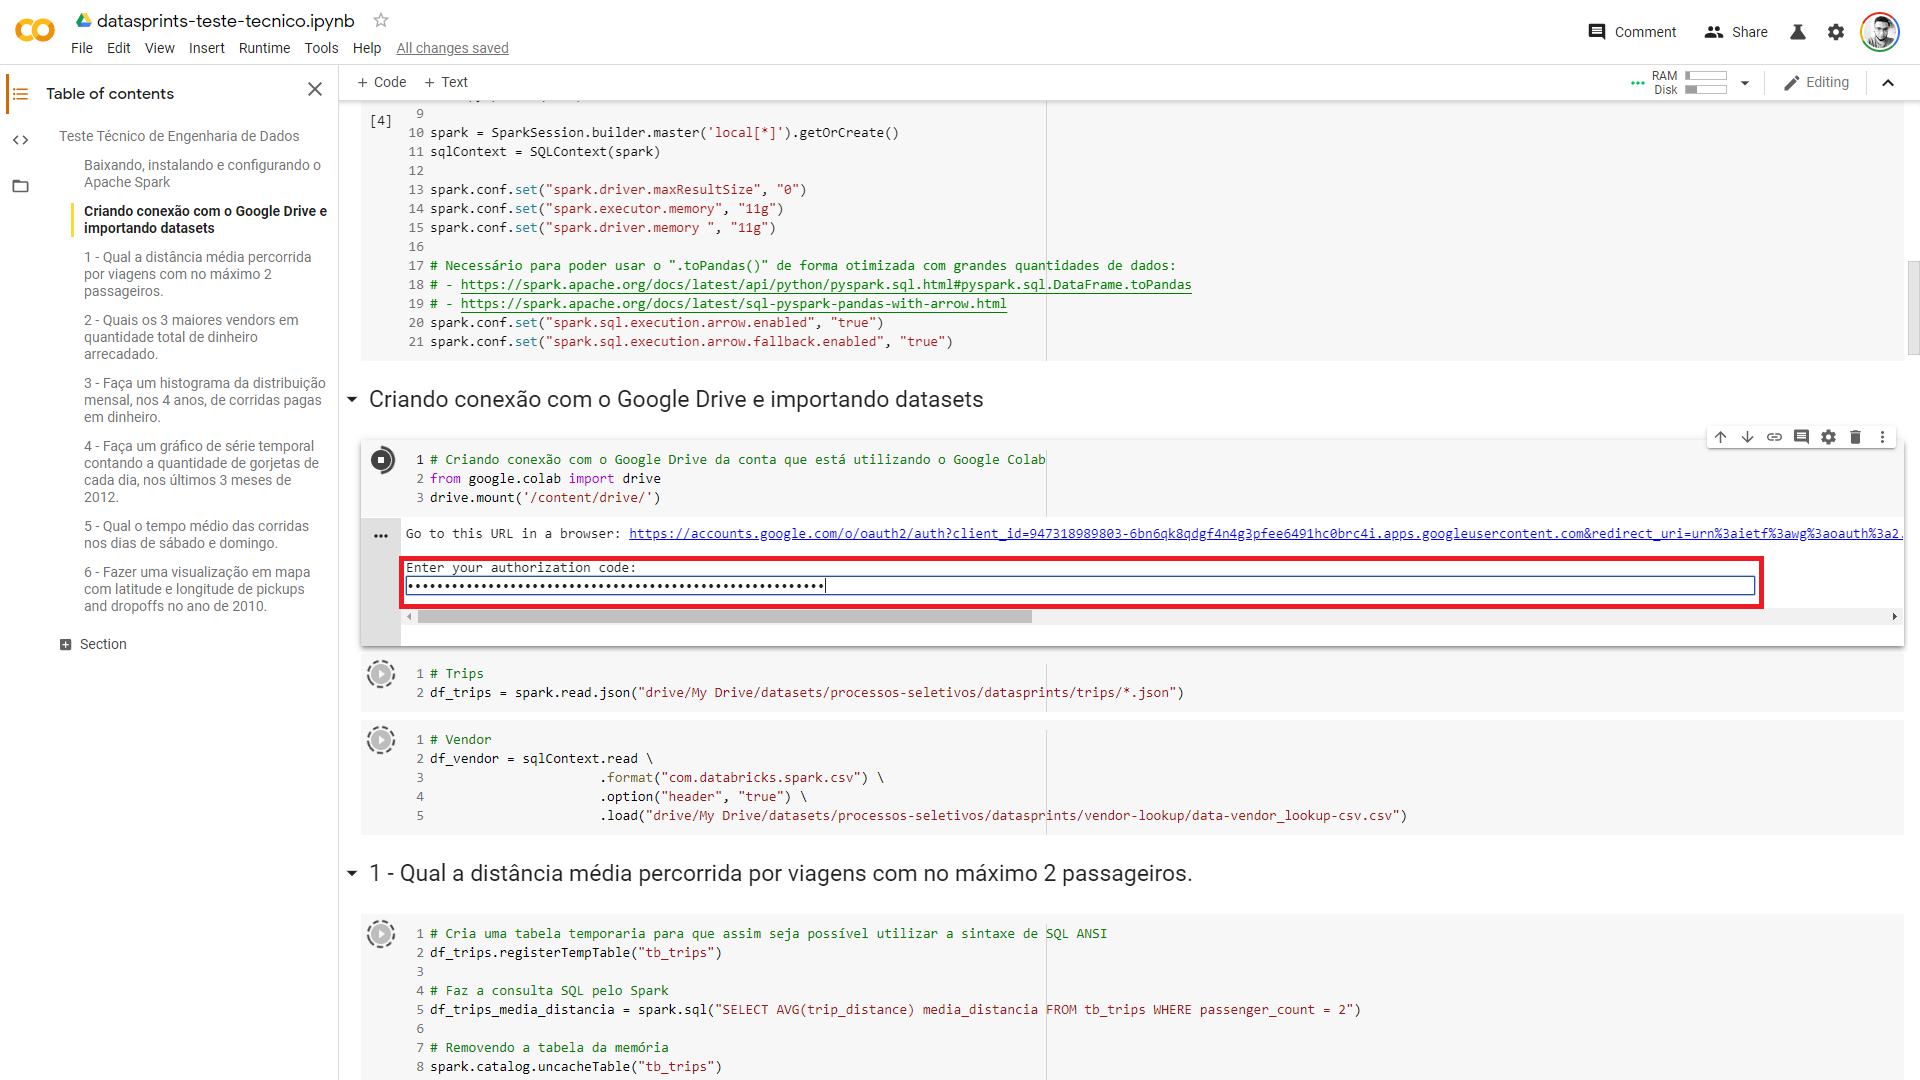 datasprints-teste-tecnico.ipynb
File Edit View Insert Runtime Tools Help All changes saved
Comment
Share
Table of contents
Teste Técnico de Engenharia de Dados
Baixando, instalando e configurando o
Apache Spark
Criando conexão com o Google Drive e
importando datasets
1 - Qual a distância média percorrida
por viagens com no máximo 2
passageiros.
2 - Quais os 3 maiores vendors em
quantidade total de dinheiro
arrecadado.
3 - Faça um histograma da distribuição
mensal, nos 4 anos, de corridas pagas
em dinheiro.
4 - Faça um gráfico de série temporal
contando a quantidade de gorjetas de
cada dia, nos últimos 3 meses de
2012.
5 - Qual o tempo médio das corridas
nos dias de sábado e domingo.
6 - Fazer uma visualização em mapa
com latitude e longitude de pickups
and dropoffs no ano de 2010.
Section
+ Code + Text
RAM
Disk
Editing
[4]
9
10 spark = SparkSession.builder.master('local[*]').getOrCreate()
11 sqlContext = SQLContext(spark)
12
13 spark.conf.set("spark.driver.maxResultSize", "0")
14 spark.conf.set("spark.executor.memory", "11g")
15 spark.conf.set("spark.driver.memory ", "11g")
16
17 # Necessário para poder usar o ".toPandas()" de forma otimizada com grandes quantidades de dados:
18 # - https://spark.apache.org/docs/latest/api/python/pyspark.sql.html#pyspark.sql.DataFrame.toPandas
19 # - https://spark.apache.org/docs/latest/sql-pyspark-pandas-with-arrow.html
20 spark.conf.set("spark.sql.execution.arrow.enabled", "true")
21 spark.conf.set("spark.sql.execution.arrow.fallback.enabled", "true")
Criando conexão com o Google Drive e importando datasets
1 # Criando conexão com o Google Drive da conta que está utilizando o Google Colab
2 from google.colab import drive
3 drive.mount('/content/drive/')
Go to this URL in a browser: https://accounts.google.com/o/oauth2/auth?client_id=947318989803-6bn6qk8qdgf4n4g3pfee6491hc0brc4i.apps.googleusercontent.com&redirect_uri=urn%3aietf%3awg%3aoauth%3a2.
Enter your authorization code:
1 # Trips
2 df_trips = spark.read.json("drive/My Drive/datasets/processos-seletivos/datasprints/trips/*.json")
1 # Vendor
2 df_vendor = sqlContext.read \
3 .format("com.databricks.spark.csv") \
4 .option("header", "true") \
5 .load("drive/My Drive/datasets/processos-seletivos/datasprints/vendor-lookup/data-vendor_lookup-csv.csv")
1 - Qual a distância média percorrida por viagens com no máximo 2 passageiros.
1 # Cria uma tabela temporaria para que assim seja possível utilizar a sintaxe de SQL ANSI
2 df_trips.registerTempTable("tb_trips")
3
4 # Faz a consulta SQL pelo Spark
5 df_trips_media_distancia = spark.sql("SELECT AVG(trip_distance) media_distancia FROM tb_trips WHERE passenger_count = 2")
6
7 # Removendo a tabela da memória
8 spark.catalog.uncacheTable("tb_trips")